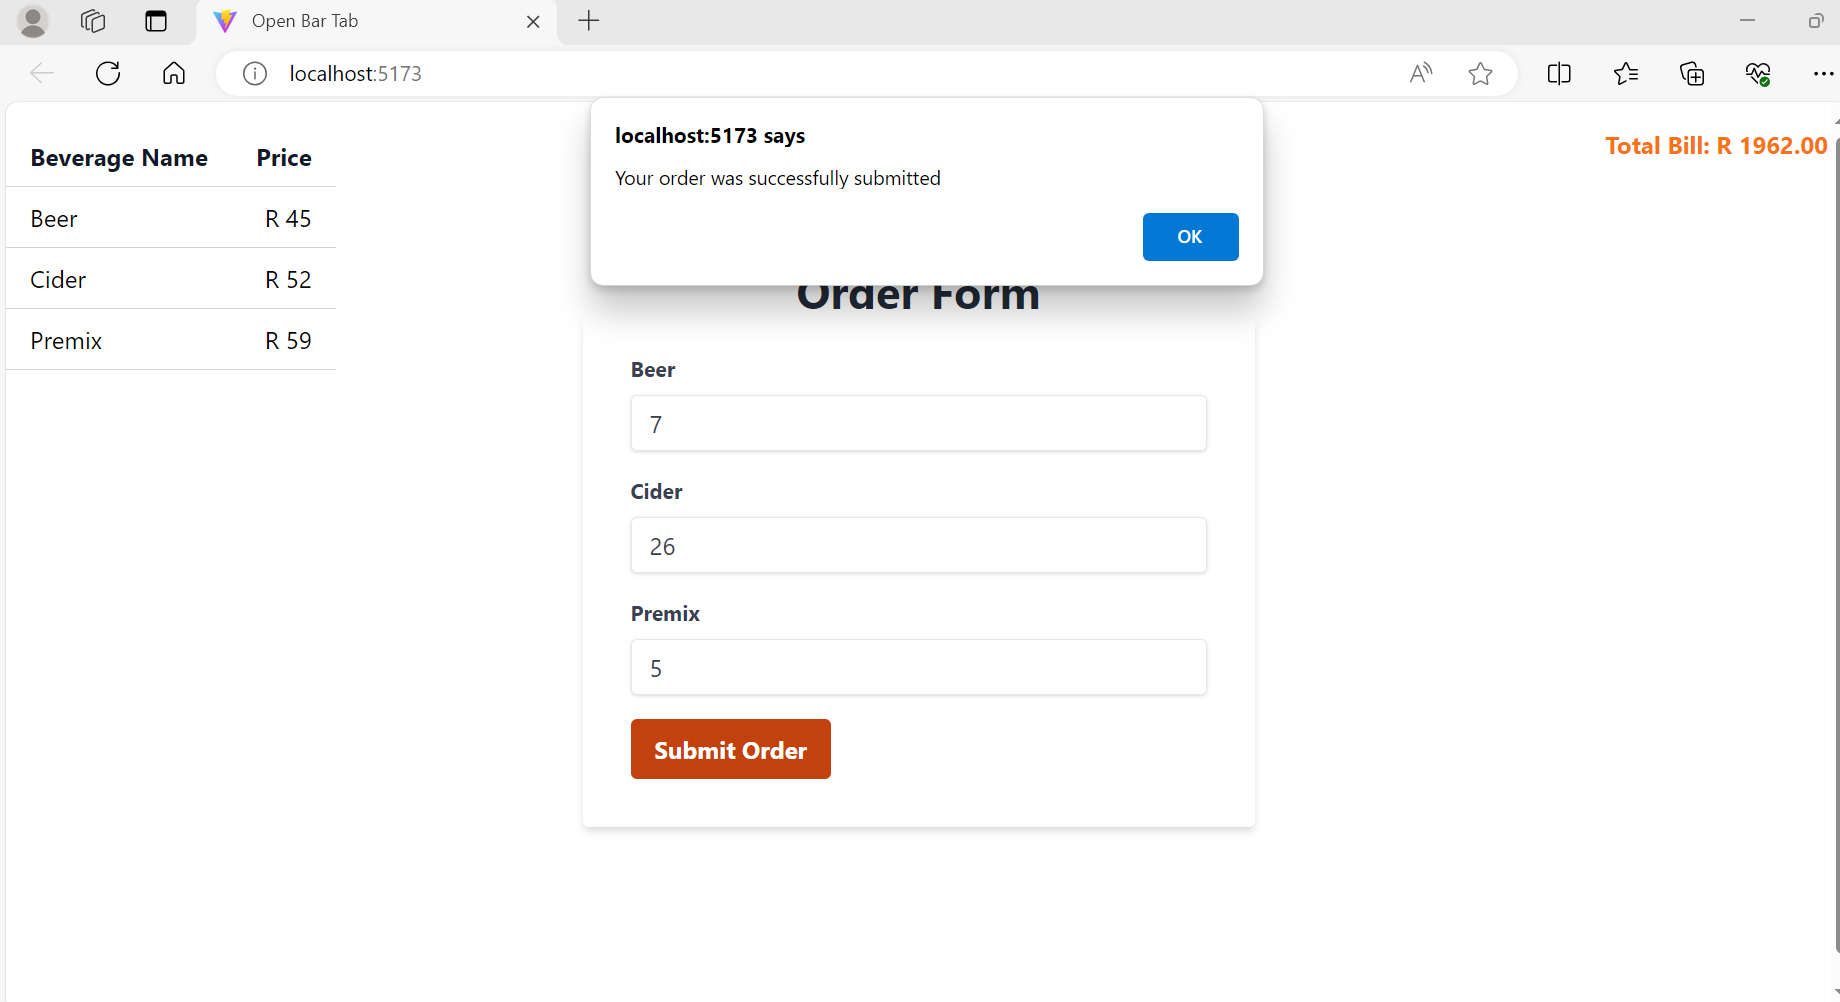 Open Bar Tab
localhost:5173
localhost:5173 says
Your order was successfully submitted
OK
Beverage Name Price
Beer R 45
Cider R 52
Premix R 59
Total Bill: R 1962.00
Order Form
Beer
7
Cider
26
Premix
5
Submit Order